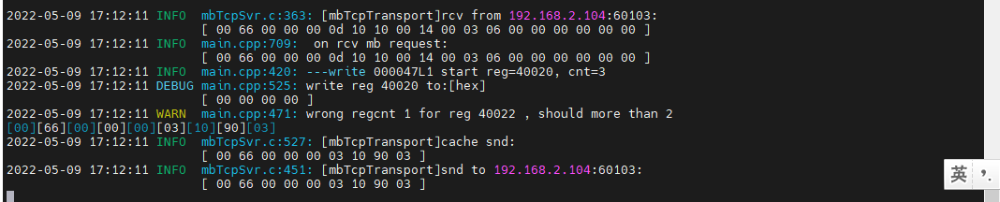 2022-05-09 17:12:11 INFO  mbTcpSvr.c:363: [mbTcpTransport]rcv from 192.168.2.104:60103:
[ 00 66 00 00 00 0d 10 10 00 14 00 03 06 00 00 00 00 00 00 ]
2022-05-09 17:12:11 INFO  main.cpp:709:  on rcv mb request:
[ 00 66 00 00 00 0d 10 10 00 14 00 03 06 00 00 00 00 00 00 ]
2022-05-09 17:12:11 INFO  main.cpp:420: ---write 000047L1 start reg=40020, cnt=3
2022-05-09 17:12:11 DEBUG main.cpp:525: write reg 40020 to:[hex]
[ 00 00 00 00 ]
2022-05-09 17:12:11 WARN  main.cpp:471: wrong regcnt 1 for reg 40022 , should more than 2
[00][66][00][00][00][03][10][90][03]
2022-05-09 17:12:11 INFO  mbTcpSvr.c:527: [mbTcpTransport]cache snd:
[ 00 66 00 00 00 03 10 90 03 ]
2022-05-09 17:12:11 INFO  mbTcpSvr.c:451: [mbTcpTransport]snd to 192.168.2.104:60103:
[ 00 66 00 00 00 03 10 90 03 ]
英